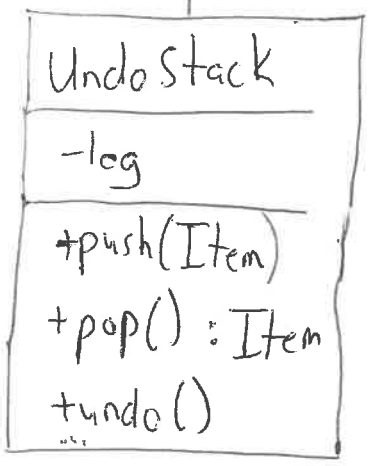 UndoStack
-log
+push(Item)
+pop() : Item
+undo()
...